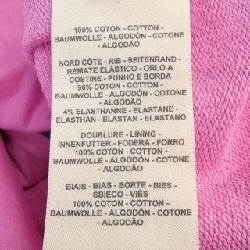 100% COTON - COTTON -
BAUMWOLLE - ALGODÓN - COTONE
- ALGODÃO
BORD CÔTE - RIB - SEITENRAND -
REMATE ELÁSTICO - ORLO A
COSTINE - PUNHO E BORDA
96% COTON - COTTON -
BAUMWOLLE - ALGODÓN - COTONE
- ALGODÃO
4% ELASTHANNE - ELASTANE -
ELASTHAN - ELASTAN - ELASTANO
DOUBLURE - LINING -
INNENFUTTER - FODERA - FORRO
100% COTON - COTTON -
BAUMWOLLE - ALGODÓN - COTONE
- ALGODÃO
BIAIS - BIAS - BORTE - BIES -
SBIECO - VIÉS
100% COTON - COTTON -
BAUMWOLLE - ALGODÓN - COTONE
- ALGODÃO